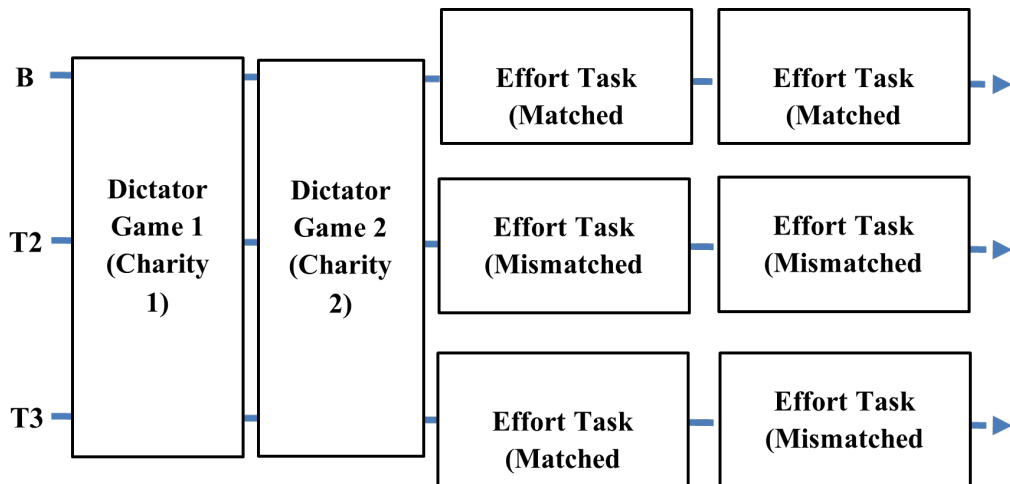 B
Effort Task
(Matched
Effort Task
(Matched
Dictator
Game 1
(Charity
1)
Dictator
Game 2
(Charity
2)
T2
Effort Task
(Mismatched
Effort Task
(Mismatched
T3
Effort Task
(Matched
Effort Task
(Mismatched